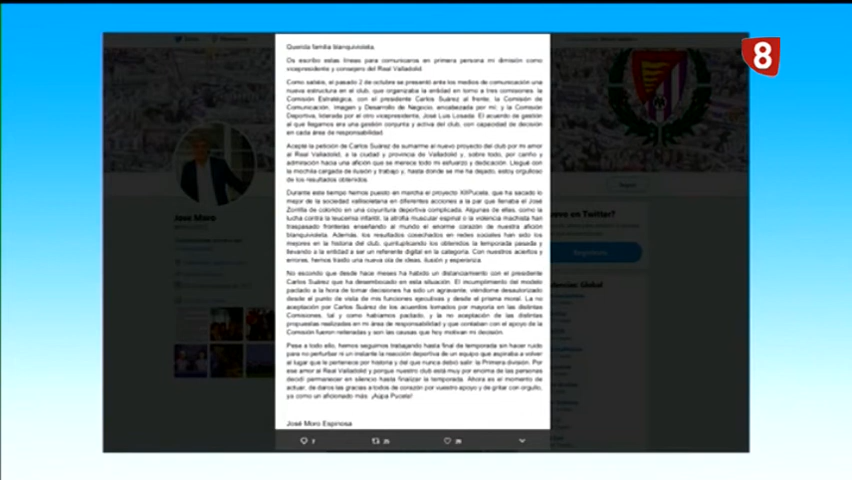 8
Querida familia blanquivioleta,
Os escribo estas líneas para comunicaros en primera persona mi dimisión como
vicepresidente y consejero del Real Valladolid.
Como sabéis, el pasado 2 de octubre se presentó ante los medios de comunicación una
nueva estructura en el club, que organizaba la entidad en torno a tres comisiones: la
Comisión Estratégica, con el presidente Carlos Suárez al frente; la Comisión de
Comunicación, Imagen y Desarrollo de Negocio, encabezada por mí; y la Comisión
Deportiva, liderada por el otro vicepresidente, José Luis Losada. El acuerdo de gestión
al que llegamos era una gestión conjunta y activa del club, con capacidad de decisión
en cada área de responsabilidad.
Acepté la petición de Carlos Suárez de sumarme al nuevo proyecto del club por mi amor
al Real Valladolid, a la ciudad y provincia de Valladolid y, sobre todo, por cariño y
admiración hacia una afición que se merece todo mi esfuerzo y dedicación. Llegué con
la mochila cargada de ilusión y trabajo y, hasta donde se me ha dejado, estoy orgulloso
de los resultados obtenidos.
Durante este tiempo hemos puesto en marcha el proyecto XIIPucela, que ha sacado lo
mejor de la sociedad vallisoletana en diferentes acciones a la par que llenaba el José
Zorrilla de colorido en una coyuntura deportiva complicada. Algunas de ellas, como la
lucha contra la leucemia infantil, la atrofia muscular espinal o la violencia machista han
traspasado fronteras enseñando al mundo el enorme corazón de nuestra afición
blanquivioleta. Además, los resultados cosechados en redes sociales han sido los
mejores en la historia del club, quintuplicando los obtenidos la temporada pasada y
llevando a la entidad a ser un referente digital en la categoría. Con nuestros aciertos y
errores, hemos traído una nueva ola de ideas, ilusión y esperanza.
No escondo que desde hace meses ha habido un distanciamiento con el presidente
Carlos Suárez que ha desembocado en esta situación. El incumplimiento del modelo
pactado a la hora de tomar decisiones ha sido un agravante, viéndome desautorizado
desde el punto de vista de mis funciones ejecutivas y desde el prisma moral. La no
aceptación por Carlos Suárez de los acuerdos tomados por mayoría en las distintas
Comisiones, tal y como habíamos pactado, y la no aceptación de las distintas
propuestas realizadas en mi área de responsabilidad y que contaban con el apoyo de la
Comisión fueron reiteradas y son las causas que hoy motivan mi decisión.
Pese a todo ello, hemos seguimos trabajando hasta final de temporada sin hacer ruido
para no perturbar ni un instante la reacción deportiva de un equipo que aspiraba a volver
al lugar que le pertenece por historia y del que nunca debió salir: la Primera división. Por
ese amor al Real Valladolid y porque nuestro club está muy por encima de las personas
decidí permanecer en silencio hasta finalizar la temporada. Ahora es el momento de
actuar, de daros las gracias a todos de corazón por vuestro apoyo y de gritar con orgullo,
ya como un aficionado más: ¡Aúpa Pucela!
José Moro Espinosa
José Moro
Seguir
nuevo en Twitter?
Regístrate
Global